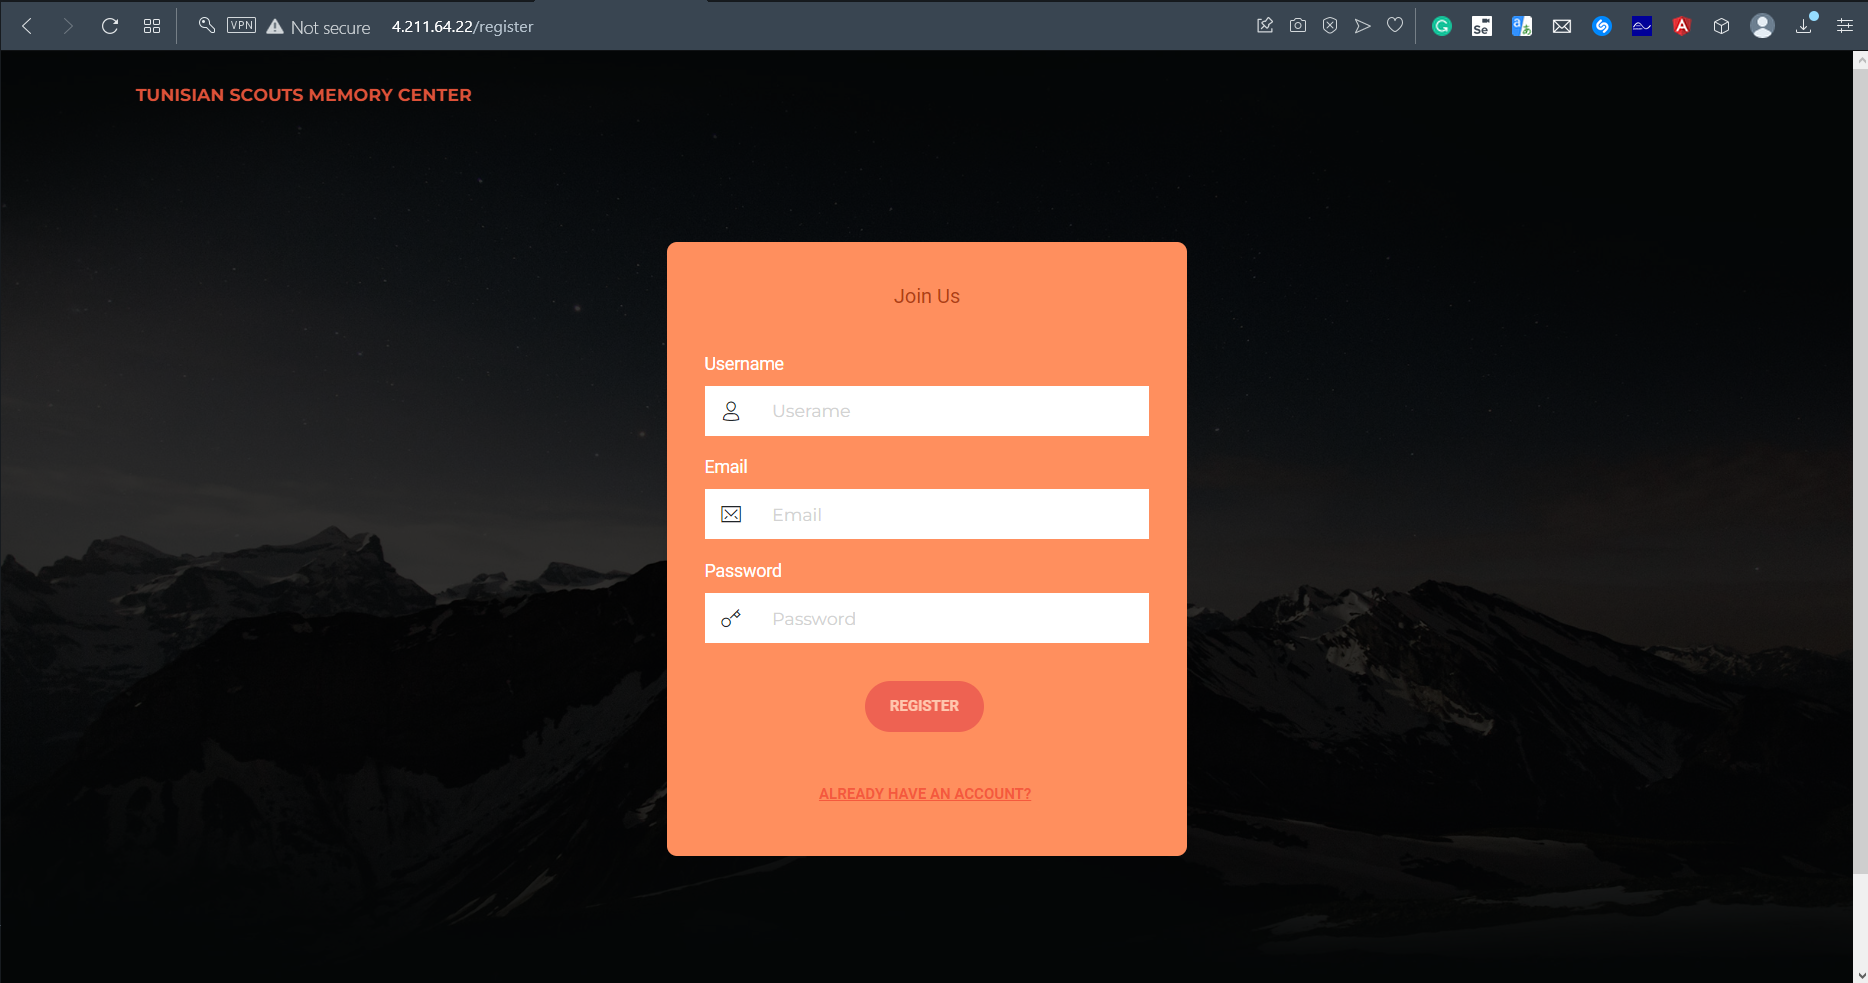 VPN Not secure 4.211.64.22/register
Se
TUNISIAN SCOUTS MEMORY CENTER
Join Us
Username
Userame
Email
Email
Password
Password
REGISTER
ALREADY HAVE AN ACCOUNT?